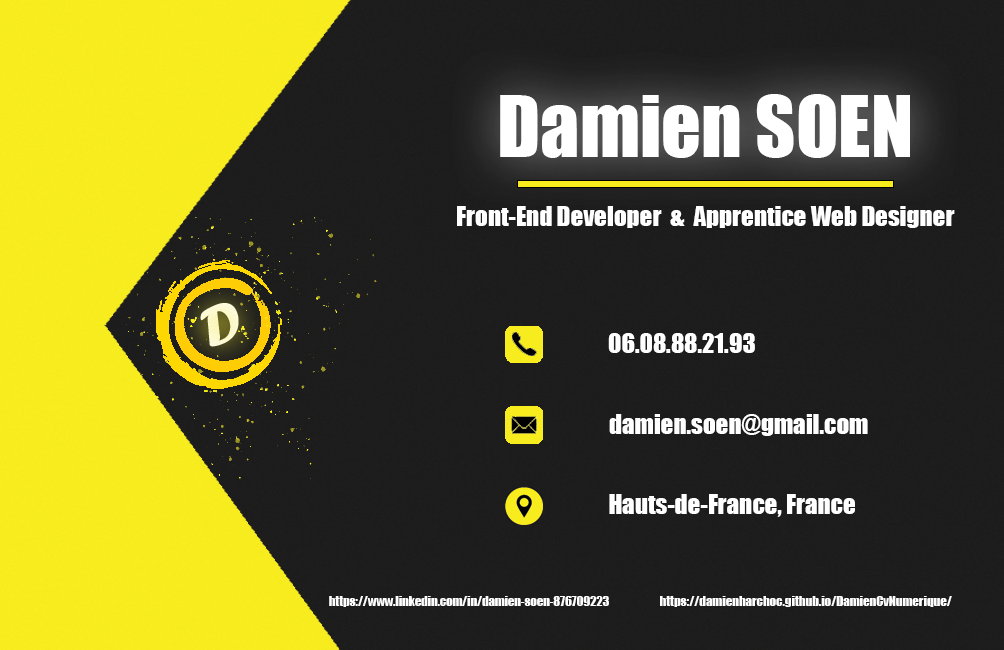 Damien SOEN
Front-End Developer & Apprentice Web Designer
D
06.08.88.21.93
damien.soen@gmail.com
Hauts-de-France, France
https://www.linkedin.com/in/damien-soen-876709223
https://damienharchoc.github.io/DamienCvNumerique/